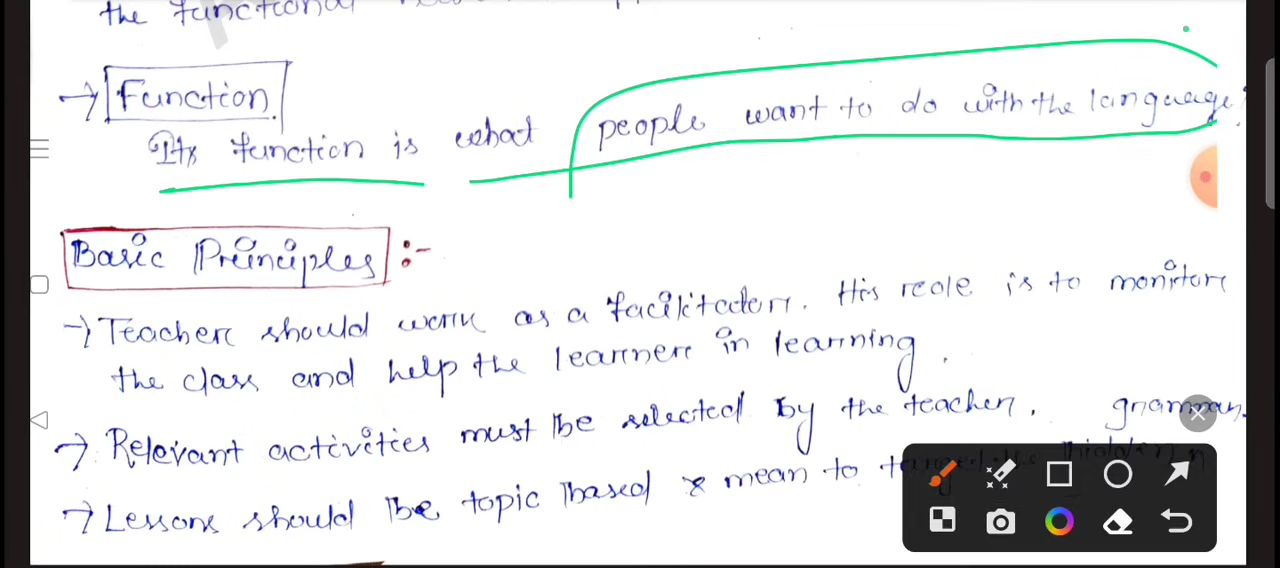 the functional
→ Function
Its function is what people want to do with the language?
Basic Principles :-
→ Teacher should work as a facilitator. His role is to monitor
the class and help the learner in learning.
→ Relevant activities must be selected by the teacher. grammar
→ Lessons should be topic based & mean to